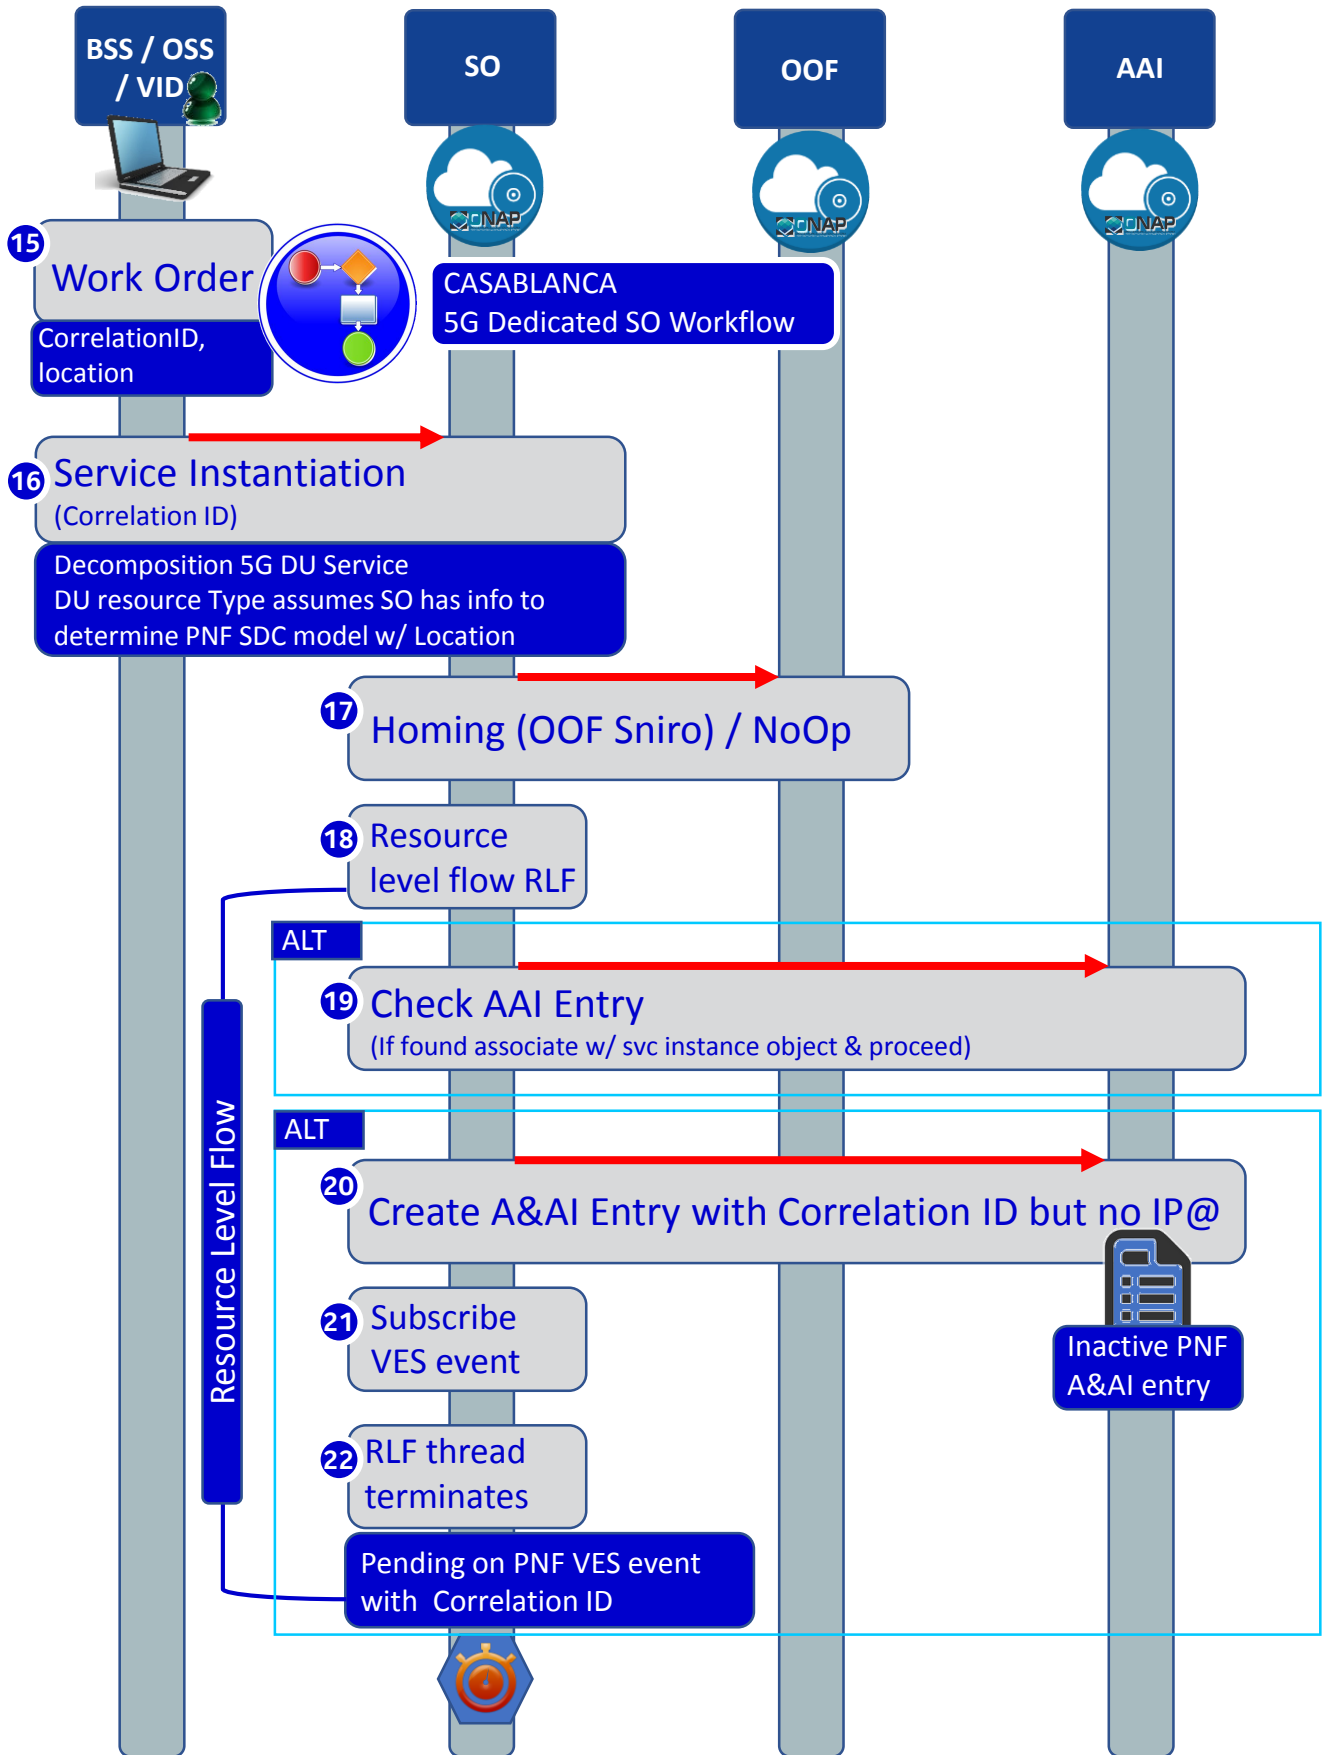 BSS / OSS
/ VID
SO
OOF
AAI
ONAP
ONAP
ONAP
15
Work Order
CorrelationID,
location
CASABLANCA
5G Dedicated SO Workflow
16
Service Instantiation
(Correlation ID)
Decomposition 5G DU Service
DU resource Type assumes SO has info to
determine PNF SDC model w/ Location
17
Homing (OOF Sniro) / NoOp
18
Resource
level flow RLF
ALT
19
Check AAI Entry
(If found associate w/ svc instance object & proceed)
Resource Level Flow
ALT
20
Create A&AI Entry with Correlation ID but no IP@
21
Subscribe
VES event
Inactive PNF
A&AI entry
22
RLF thread
terminates
Pending on PNF VES event
with Correlation ID